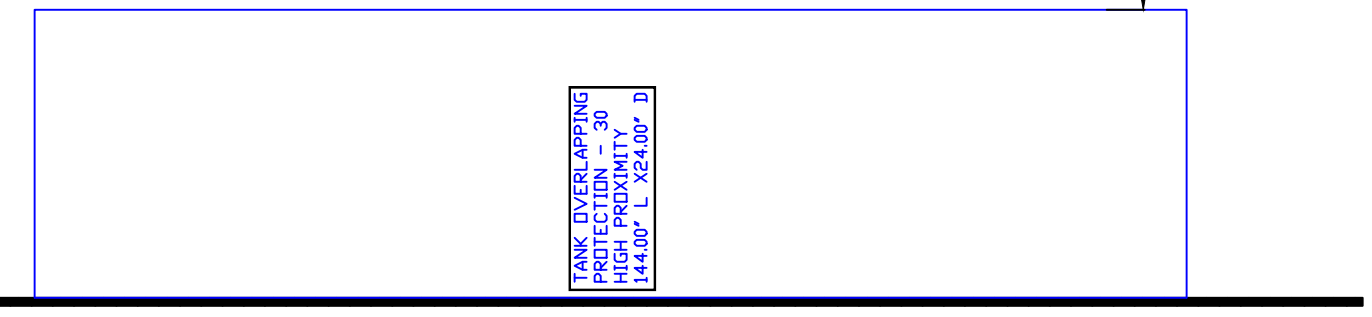 TANK OVERLAPPING
PROTECTION - 30
HIGH PROXIMITY
144.00" L X24.00" D